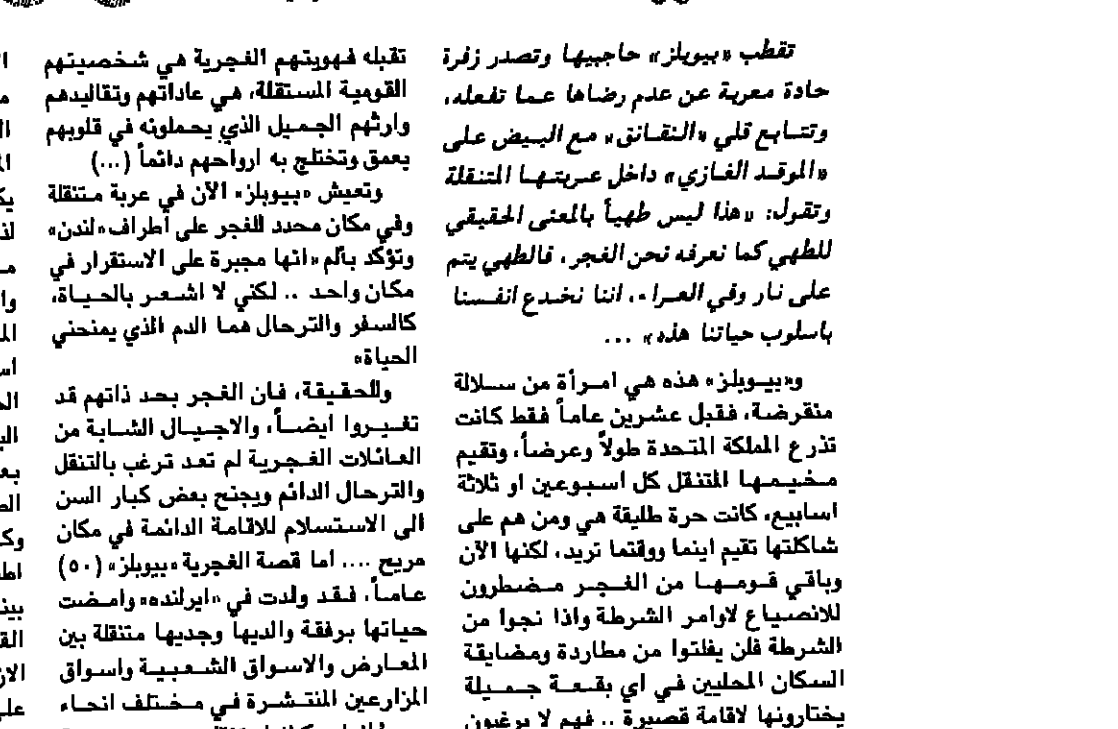 تقطب «بيوبلز» حاجبيها وتصدر زفرة
حادة معربة عن عدم رضاها عما تفعله،
وتتابع قلي «النقانق» مع البيض على
«الموقد الغازي» داخل عربتها المتنقلة
وتقول: «هذا ليس طهياً بالمعنى الحقيقي
للطهي كما نعرفه نحن الغجر، فالطهي يتم
على نار وفي العراء، اننا نخدع انفسنا
باسلوب حياتنا هذه» ...
و«بيوبلز» هذه هي امرأة من سلالة
منقرضة، فقبل عشرين عاماً فقط كانت
تذرع المملكة المتحدة طولاً وعرضاً، وتقيم
مخيمها المتنقل كل اسبوعين او ثلاثة
اسابيع، كانت حرة طليقة هي ومن هم على
شاكلتها تقيم اينما ووقتما تريد، لكنها الآن
وباقي قومها من الغجر مضطرون
للانصياع لاوامر الشرطة واذا نجوا من
الشرطة فلن يفلتوا من مطاردة ومضايقة
السكان المحليين في اي بقعة جميلة
يختارونها لاقامة قصيرة .. فهم لا يرغبون
تقبله فهويتهم الغجرية هي شخصيتهم
القومية المستقلة، هي عاداتهم وتقاليدهم
وارثهم الجميل الذي يحملونه في قلوبهم
بعمق وتختلج به ارواحهم دائماً (...)
وتعيش «بيوبلز» الآن في عربة متنقلة
وفي مكان محدد للغجر على أطراف «لندن»
وتؤكد بألم «انها مجبرة على الاستقرار في
مكان واحد .. لكني لا اشعر بالحياة،
كالسفر والترحال هما الدم الذي يمنحني
الحياة»
وللحقيقة، فان الغجر بحد ذاتهم قد
تغيروا ايضاً، والاجيال الشابة من
العائلات الغجرية لم تعد ترغب بالتنقل
والترحال الدائم ويجنح بعض كبار السن
الى الاستسلام للاقامة الدائمة في مكان
مريح .... اما قصة الغجرية «بيوبلز» (٥٠)
عاماً، فقد ولدت في «ايرلنده» وامضت
حياتها برفقة والديها وجديها متنقلة بين
المعارض والاسواق الشعبية واسواق
المزارعين المنتشرة في مختلف انحاء